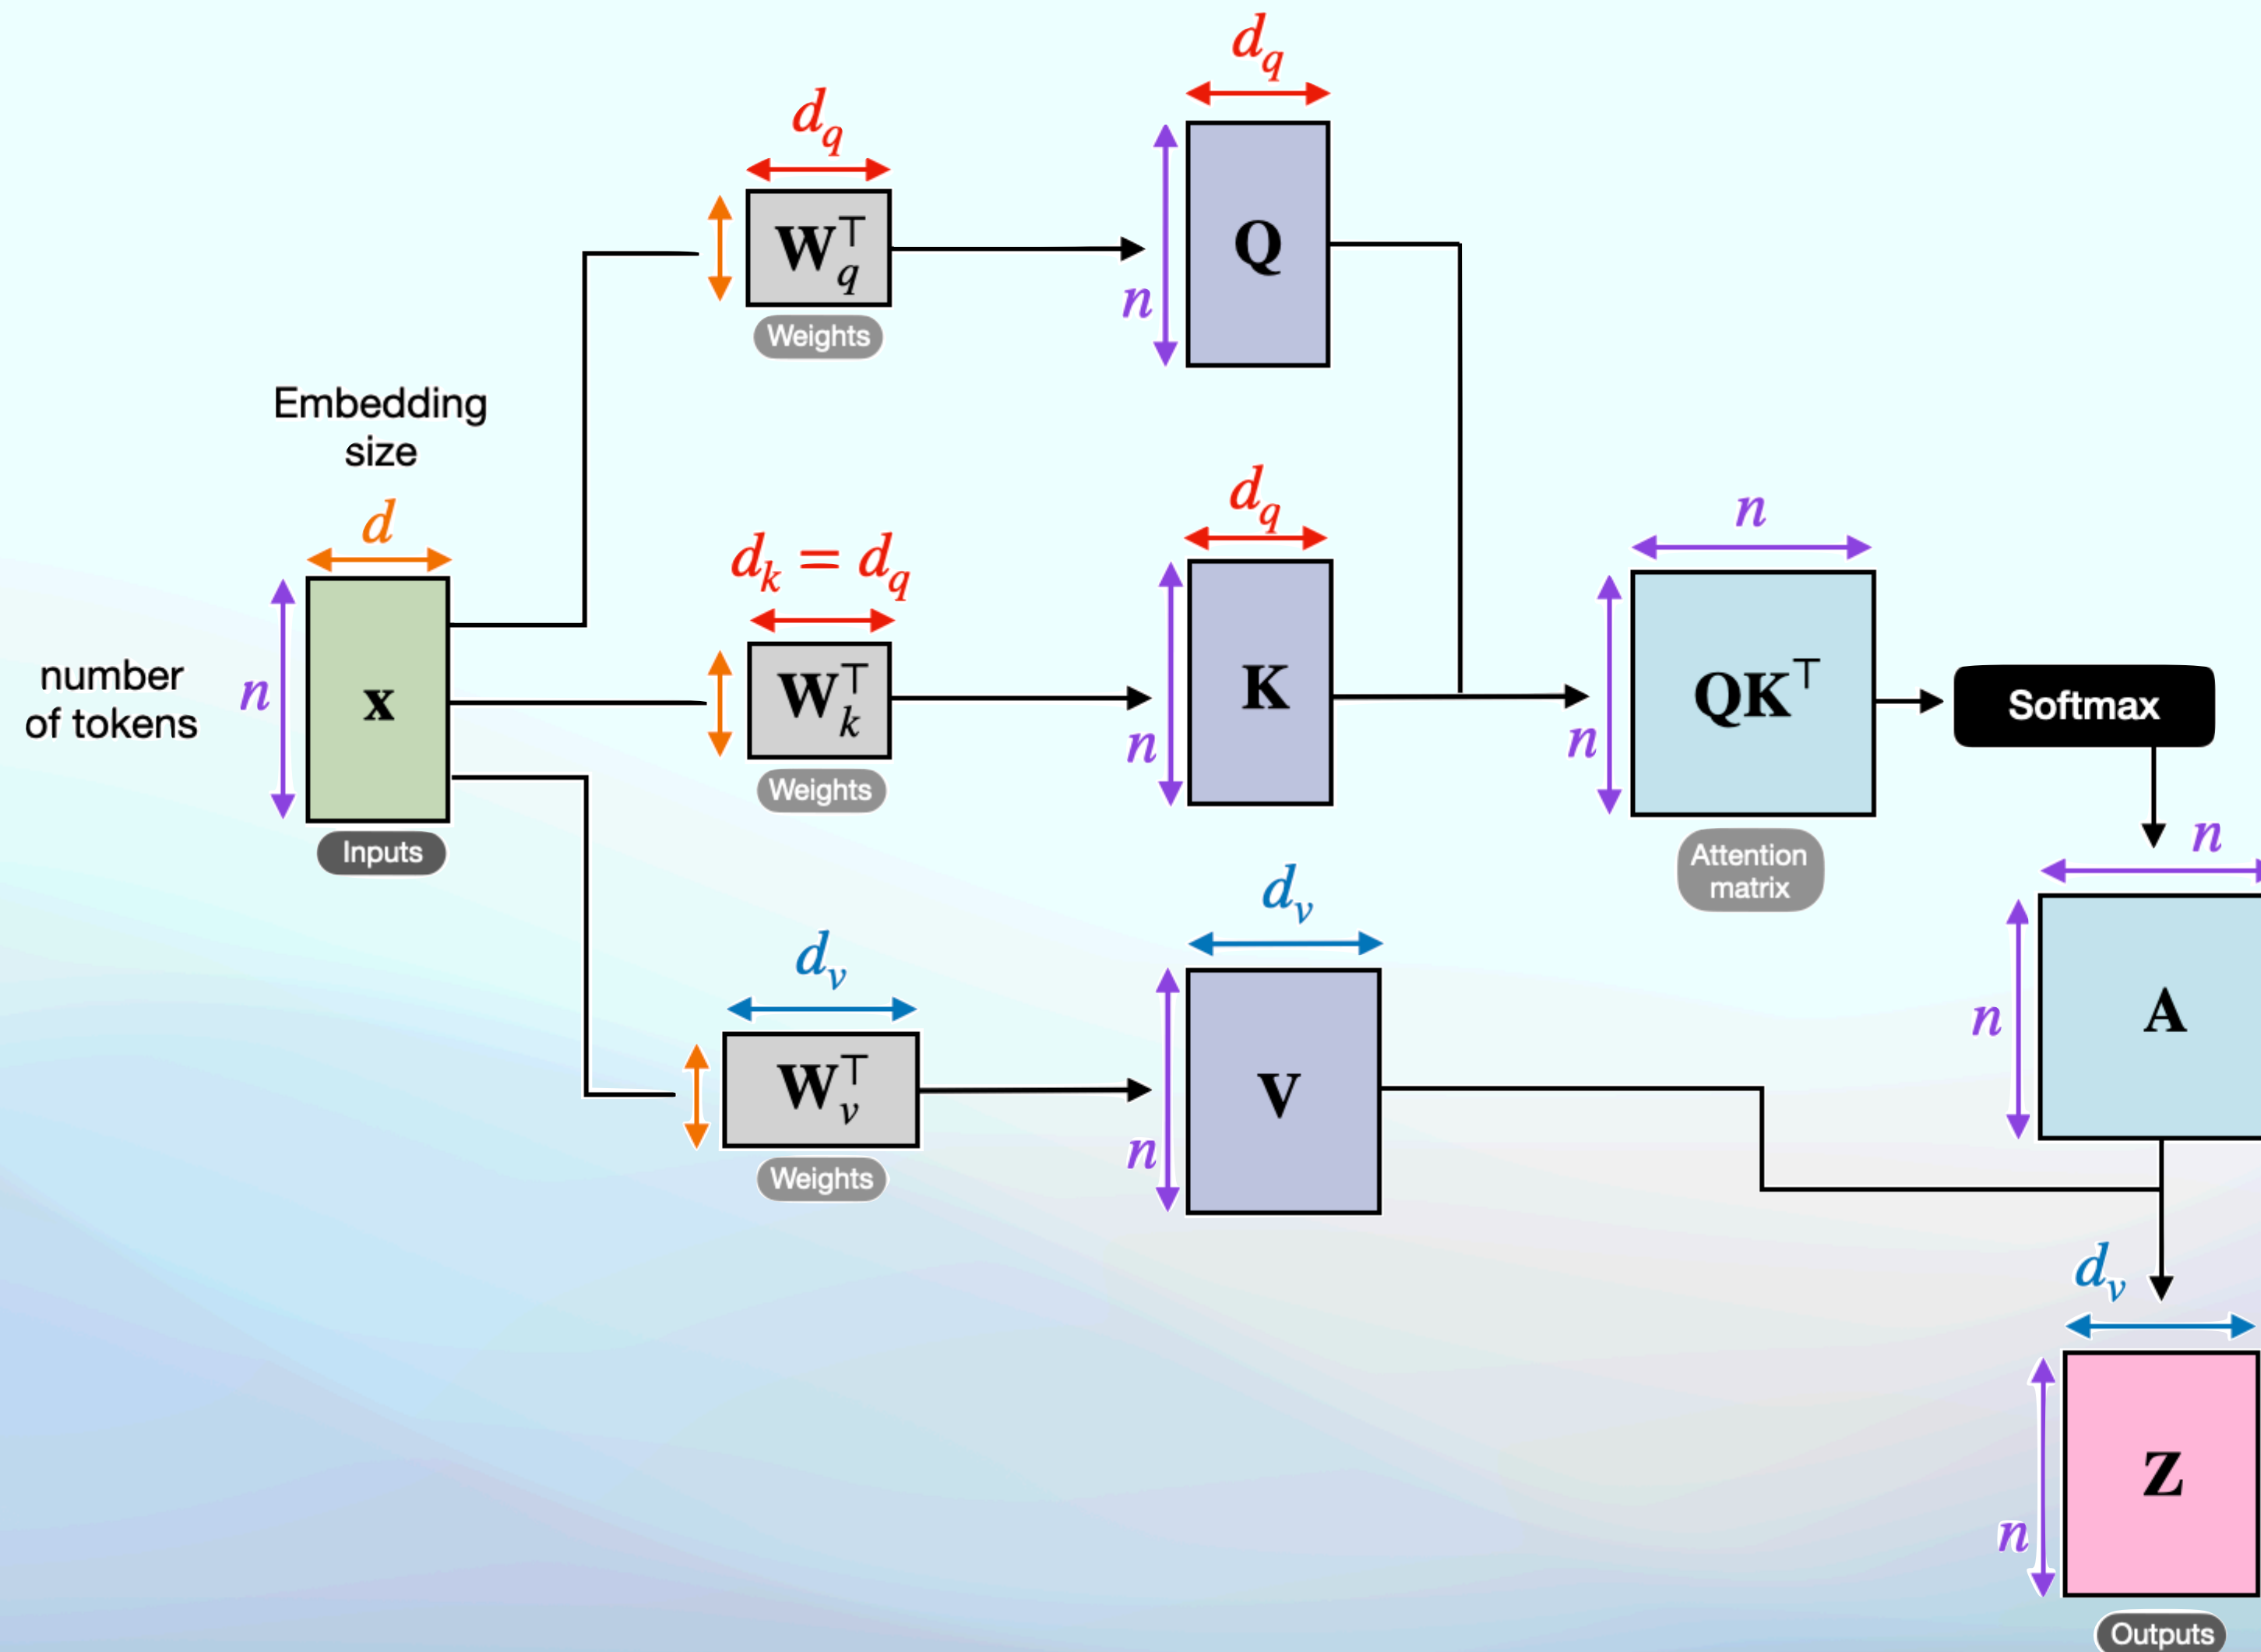 d_q
d_q
n
Q
W_q^⊤
Weights
Embedding
size
d
n
number
of tokens
x
Inputs
d_k = d_q
W_k^⊤
Weights
d_q
n
K
n
n
QK^⊤
Attention
matrix
Softmax
d_v
W_v^⊤
Weights
d_v
n
V
n
n
A
d_v
n
Z
Outputs